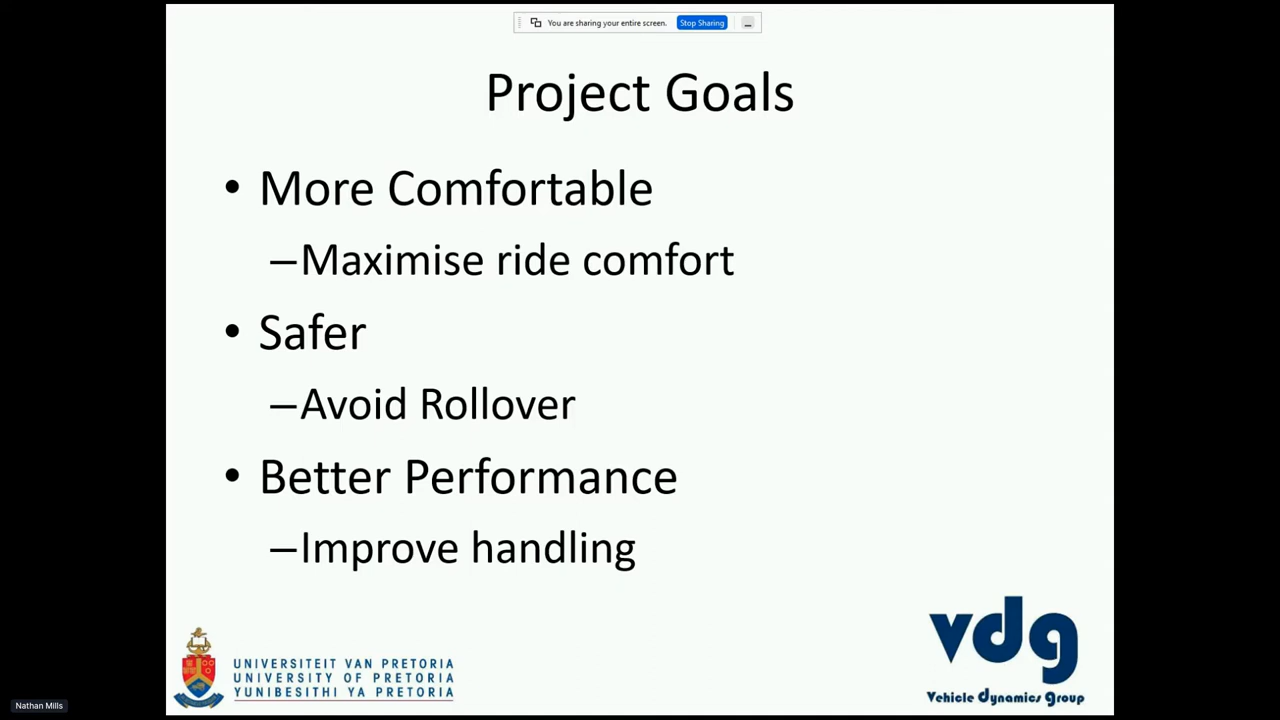 You are sharing your entire screen. Stop Sharing
Project Goals
• More Comfortable
–Maximise ride comfort
• Safer
–Avoid Rollover
• Better Performance
–Improve handling
UNIVERSITEIT VAN PRETORIA
UNIVERSITY OF PRETORIA
YUNIBESITHI YA PRETORIA
vdg
Vehicle Dynamics Group
Nathan Mills